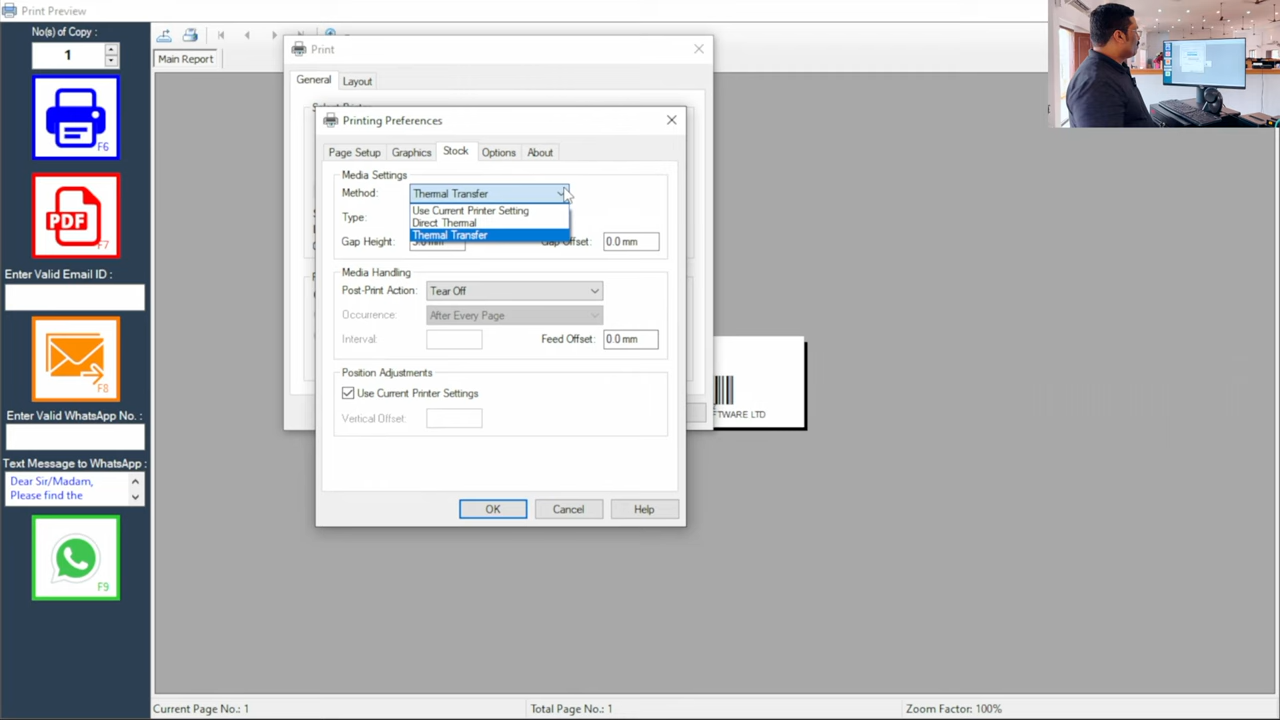 Print Preview
No(s) of Copy :
1
F6
PDF
F7
Enter Valid Email ID :
F8
Enter Valid WhatsApp No. :
Text Message to WhatsApp :
Dear Sir/Madam,
Please find the
F9
Main Report
Print
General
Layout
Printing Preferences
Page Setup
Graphics
Stock
Options
About
Media Settings
Method:
Thermal Transfer
Use Current Printer Setting
Direct Thermal
Thermal Transfer
Type:
Gap Height:
Gap Offset:
0.0 mm
Media Handling
Post-Print Action:
Tear Off
Occurrence:
After Every Page
Interval:
Feed Offset:
0.0 mm
Position Adjustments
Use Current Printer Settings
Vertical Offset:
OK
Cancel
Help
FTWARE LTD
Current Page No.: 1
Total Page No.: 1
Zoom Factor: 100%